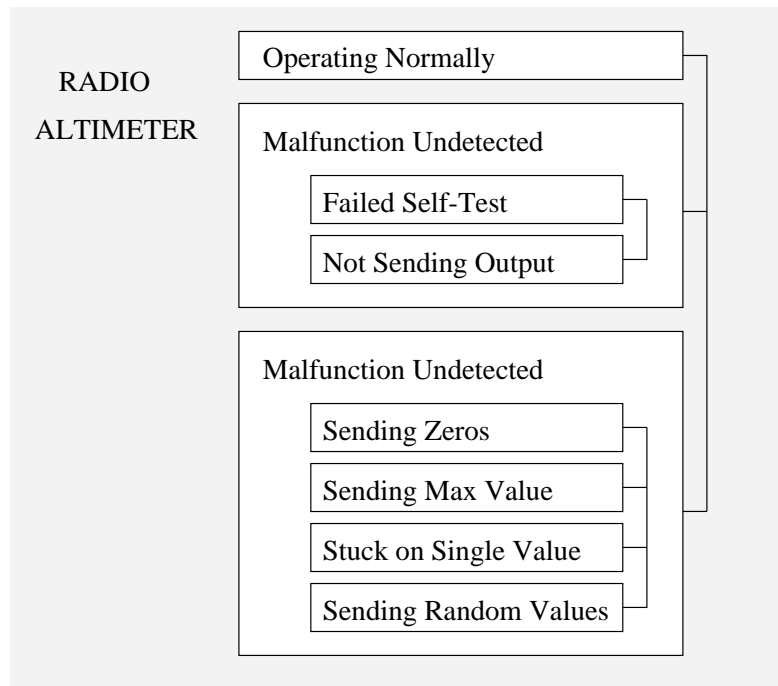 RADIO
ALTIMETER
Operating Normally
Malfunction Undetected
Failed Self-Test
Not Sending Output
Malfunction Undetected
Sending Zeros
Sending Max Value
Stuck on Single Value
Sending Random Values